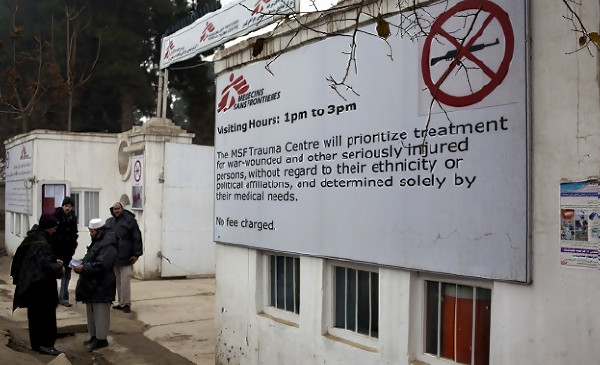 MEDECINS
SANS FRONTIERES
Visiting Hours: 1pm to 3pm
The MSF Trauma Centre will prioritize treatment
for war-wounded and other seriously injured
persons, without regard to their ethnicity or
political affiliations, and determined solely by
their medical needs.
No fee charged.